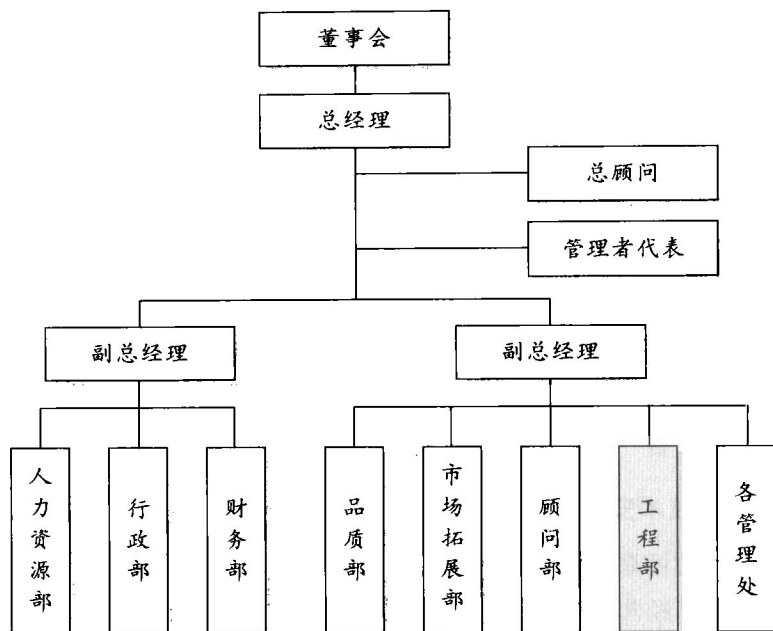 董事会
总经理
总顾问
管理者代表
副总经理
副总经理
人力资源部
行政部
财务部
品质部
市场拓展部
顾问部
工程部
各管理处